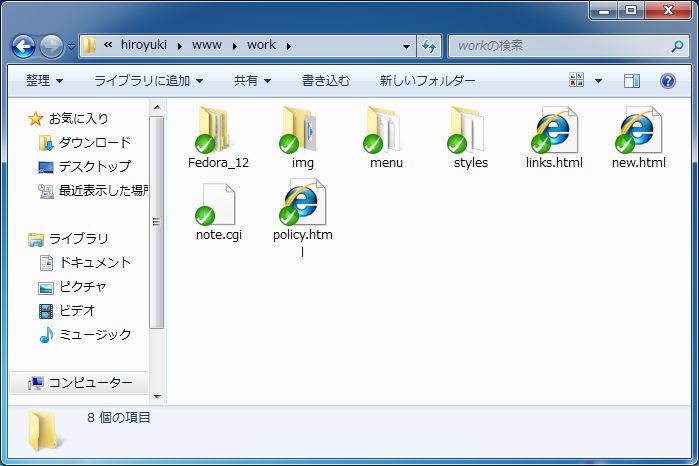 « hiroyuki ▸ www ▸ work ▸
workの検索
整理 ライブラリに追加 共有 書き込む 新しいフォルダー
お気に入り
ダウンロード
デスクトップ
最近表示した場所
ライブラリ
ドキュメント
ピクチャ
ビデオ
ミュージック
コンピューター
Fedora_12 img menu styles links.html new.html
note.cgi policy.htm
l
8 個の項目